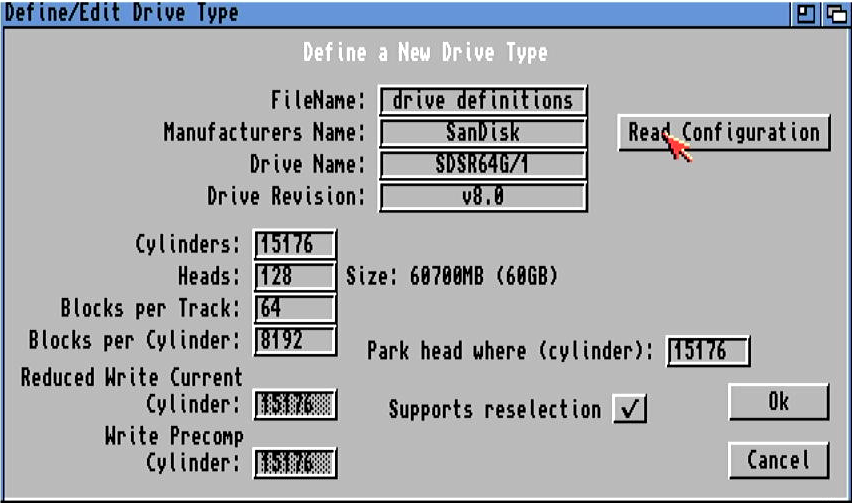 Define/Edit Drive Type
Define a New Drive Type
FileName: drive definitions
Manufacturers Name: SanDisk
Read Configuration
Drive Name: SDSR64G/1
Drive Revision: v8.0
Cylinders: 15176
Heads: 128 Size: 60700MB (60GB)
Blocks per Track: 64
Blocks per Cylinder: 8192
Park head where (cylinder): 15176
Reduced Write Current
Cylinder: 15176
Supports reselection
Ok
Write Precomp
Cylinder: 15176
Cancel